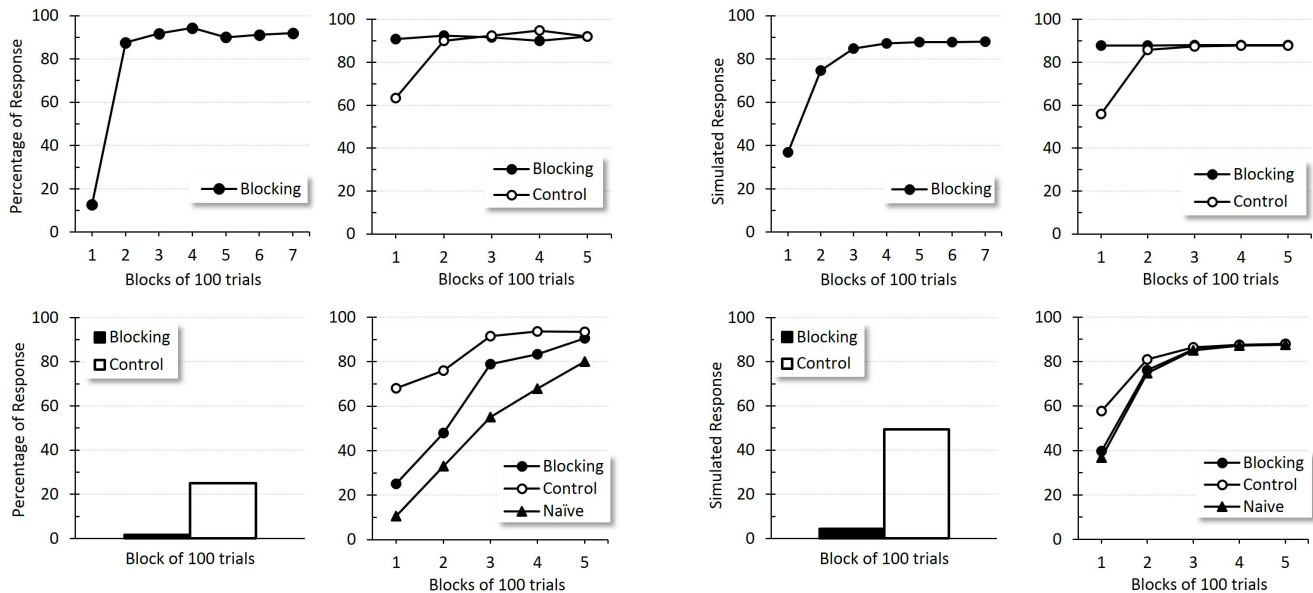 Percentage of Response
100
80
60
40
20
0
Blocking
1 2 3 4 5 6 7
Blocks of 100 trials
100
80
60
40
20
0
Blocking
Control
1 2 3 4 5
Blocks of 100 trials
Simulated Response
100
80
60
40
20
0
Blocking
1 2 3 4 5 6 7
Blocks of 100 trials
100
80
60
40
20
0
Blocking
Control
1 2 3 4 5
Blocks of 100 trials
Percentage of Response
100
80
60
40
20
0
Blocking
Control
Block of 100 trials
100
80
60
40
20
0
Blocking
Control
Naïve
1 2 3 4 5
Blocks of 100 trials
Simulated Response
100
80
60
40
20
0
Blocking
Control
Block of 100 trials
100
80
60
40
20
0
Blocking
Control
Naive
1 2 3 4 5
Blocks of 100 trials